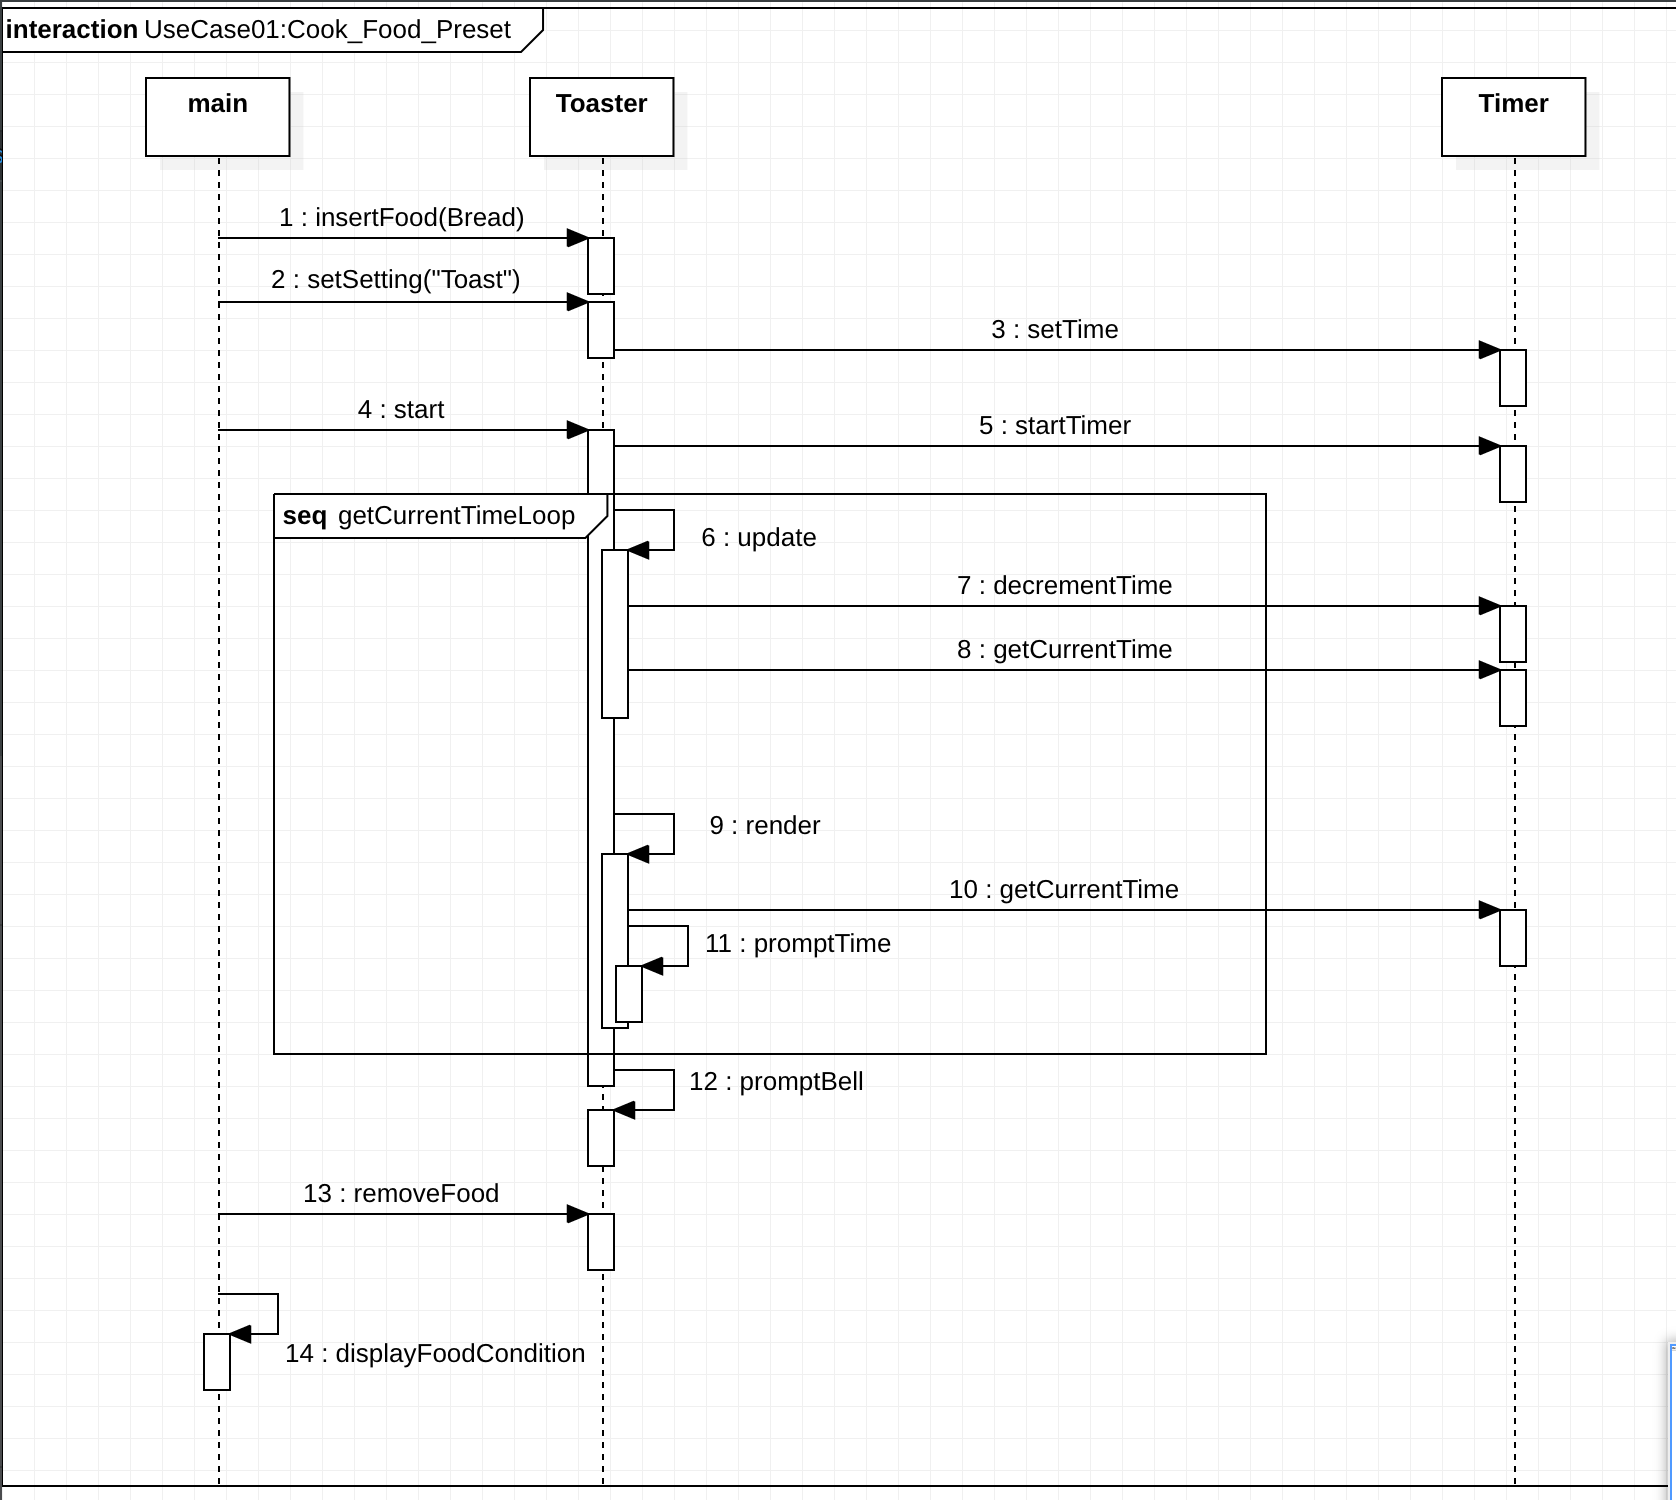 interaction UseCase01:Cook_Food_Preset
main
Toaster
Timer
1 : insertFood(Bread)
2 : setSetting("Toast")
3 : setTime
4 : start
5 : startTimer
seq getCurrentTimeLoop
6 : update
7 : decrementTime
8 : getCurrentTime
9 : render
10 : getCurrentTime
11 : promptTime
12 : promptBell
13 : removeFood
14 : displayFoodCondition